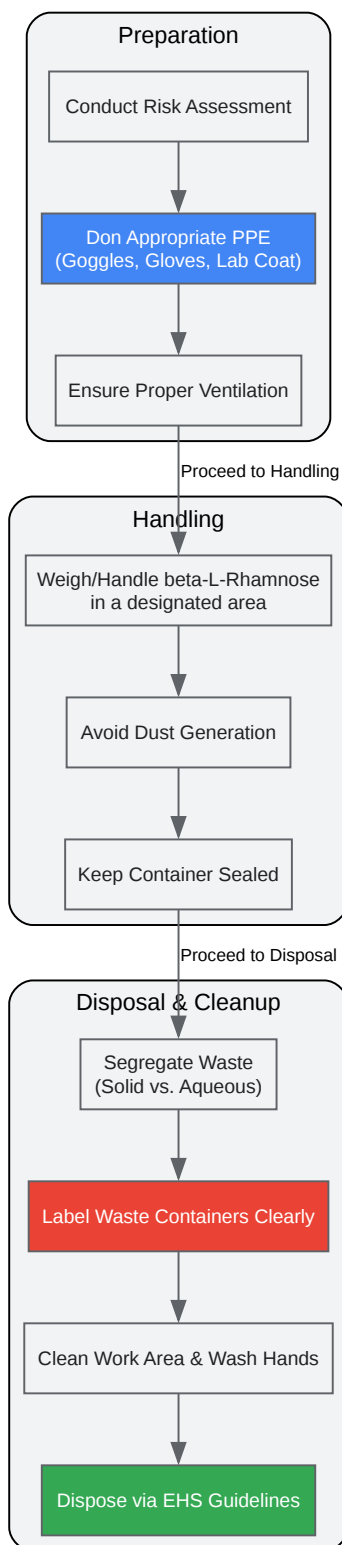 Preparation
Conduct Risk Assessment
Don Appropriate PPE
(Goggles, Gloves, Lab Coat)
Ensure Proper Ventilation
Proceed to Handling
Handling
Weigh/Handle beta-L-Rhamnose
in a designated area
Avoid Dust Generation
Keep Container Sealed
Proceed to Disposal
Disposal & Cleanup
Segregate Waste
(Solid vs. Aqueous)
Label Waste Containers Clearly
Clean Work Area & Wash Hands
Dispose via EHS Guidelines